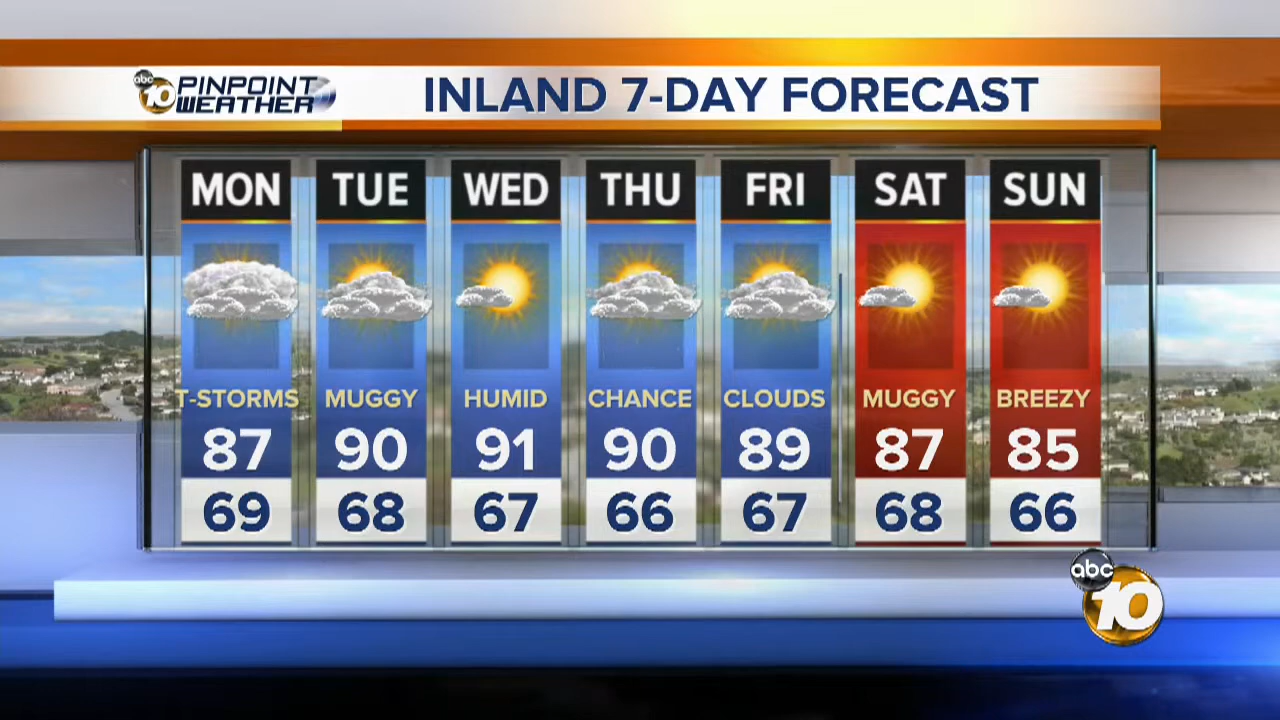 abc 10 PINPOINT WEATHER
INLAND 7-DAY FORECAST
MON TUE WED THU FRI SAT SUN
T-STORMS MUGGY HUMID CHANCE CLOUDS MUGGY BREEZY
87 90 91 90 89 87 85
69 68 67 66 67 68 66
abc
10